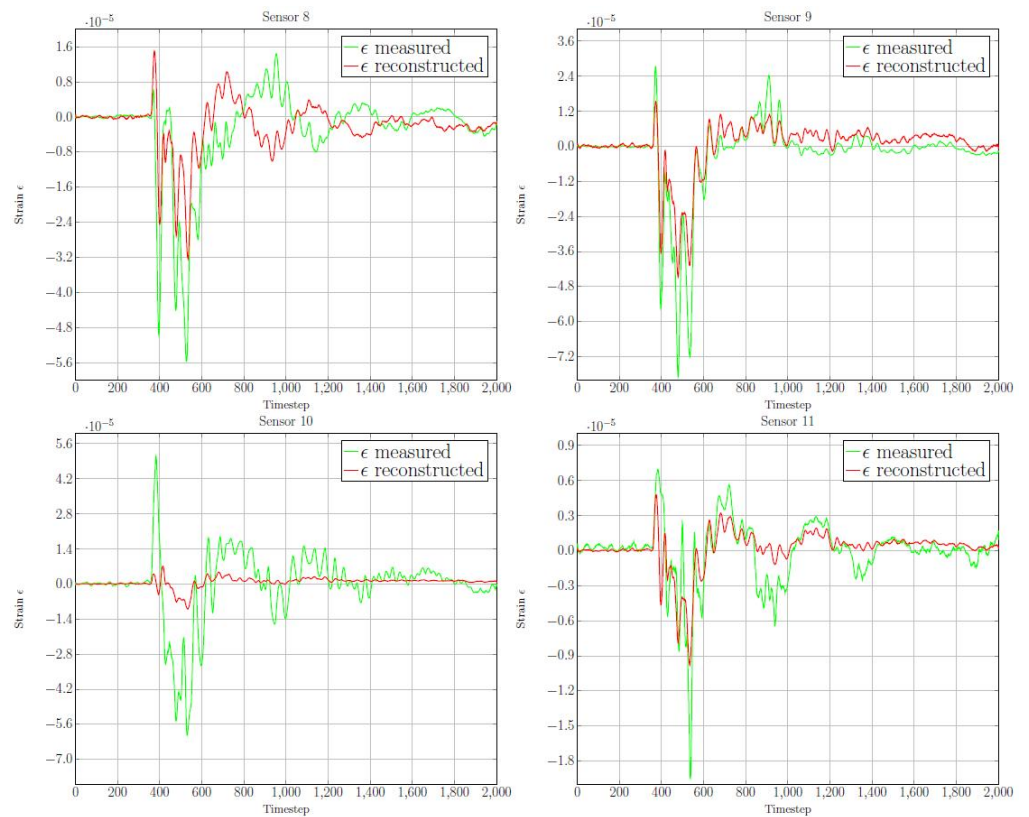 ·10−5 Sensor 8
1.6
0.8
0.0
−0.8
−1.6
−2.4
−3.2
−4.0
−4.8
−5.6
Strain ϵ
ϵ measured
ϵ reconstructed
0 200 400 600 800 1,000 1,200 1,400 1,600 1,800 2,000
Timestep
·10−5 Sensor 9
3.6
2.4
1.2
0.0
−1.2
−2.4
−3.6
−4.8
−6.0
−7.2
Strain ϵ
ϵ measured
ϵ reconstructed
0 200 400 600 800 1,000 1,200 1,400 1,600 1,800 2,000
Timestep
·10−5 Sensor 10
5.6
4.2
2.8
1.4
0.0
−1.4
−2.8
−4.2
−5.6
−7.0
Strain ϵ
ϵ measured
ϵ reconstructed
0 200 400 600 800 1,000 1,200 1,400 1,600 1,800 2,000
Timestep
·10−5 Sensor 11
0.9
0.6
0.3
0.0
−0.3
−0.6
−0.9
−1.2
−1.5
−1.8
Strain ϵ
ϵ measured
ϵ reconstructed
0 200 400 600 800 1,000 1,200 1,400 1,600 1,800 2,000
Timestep